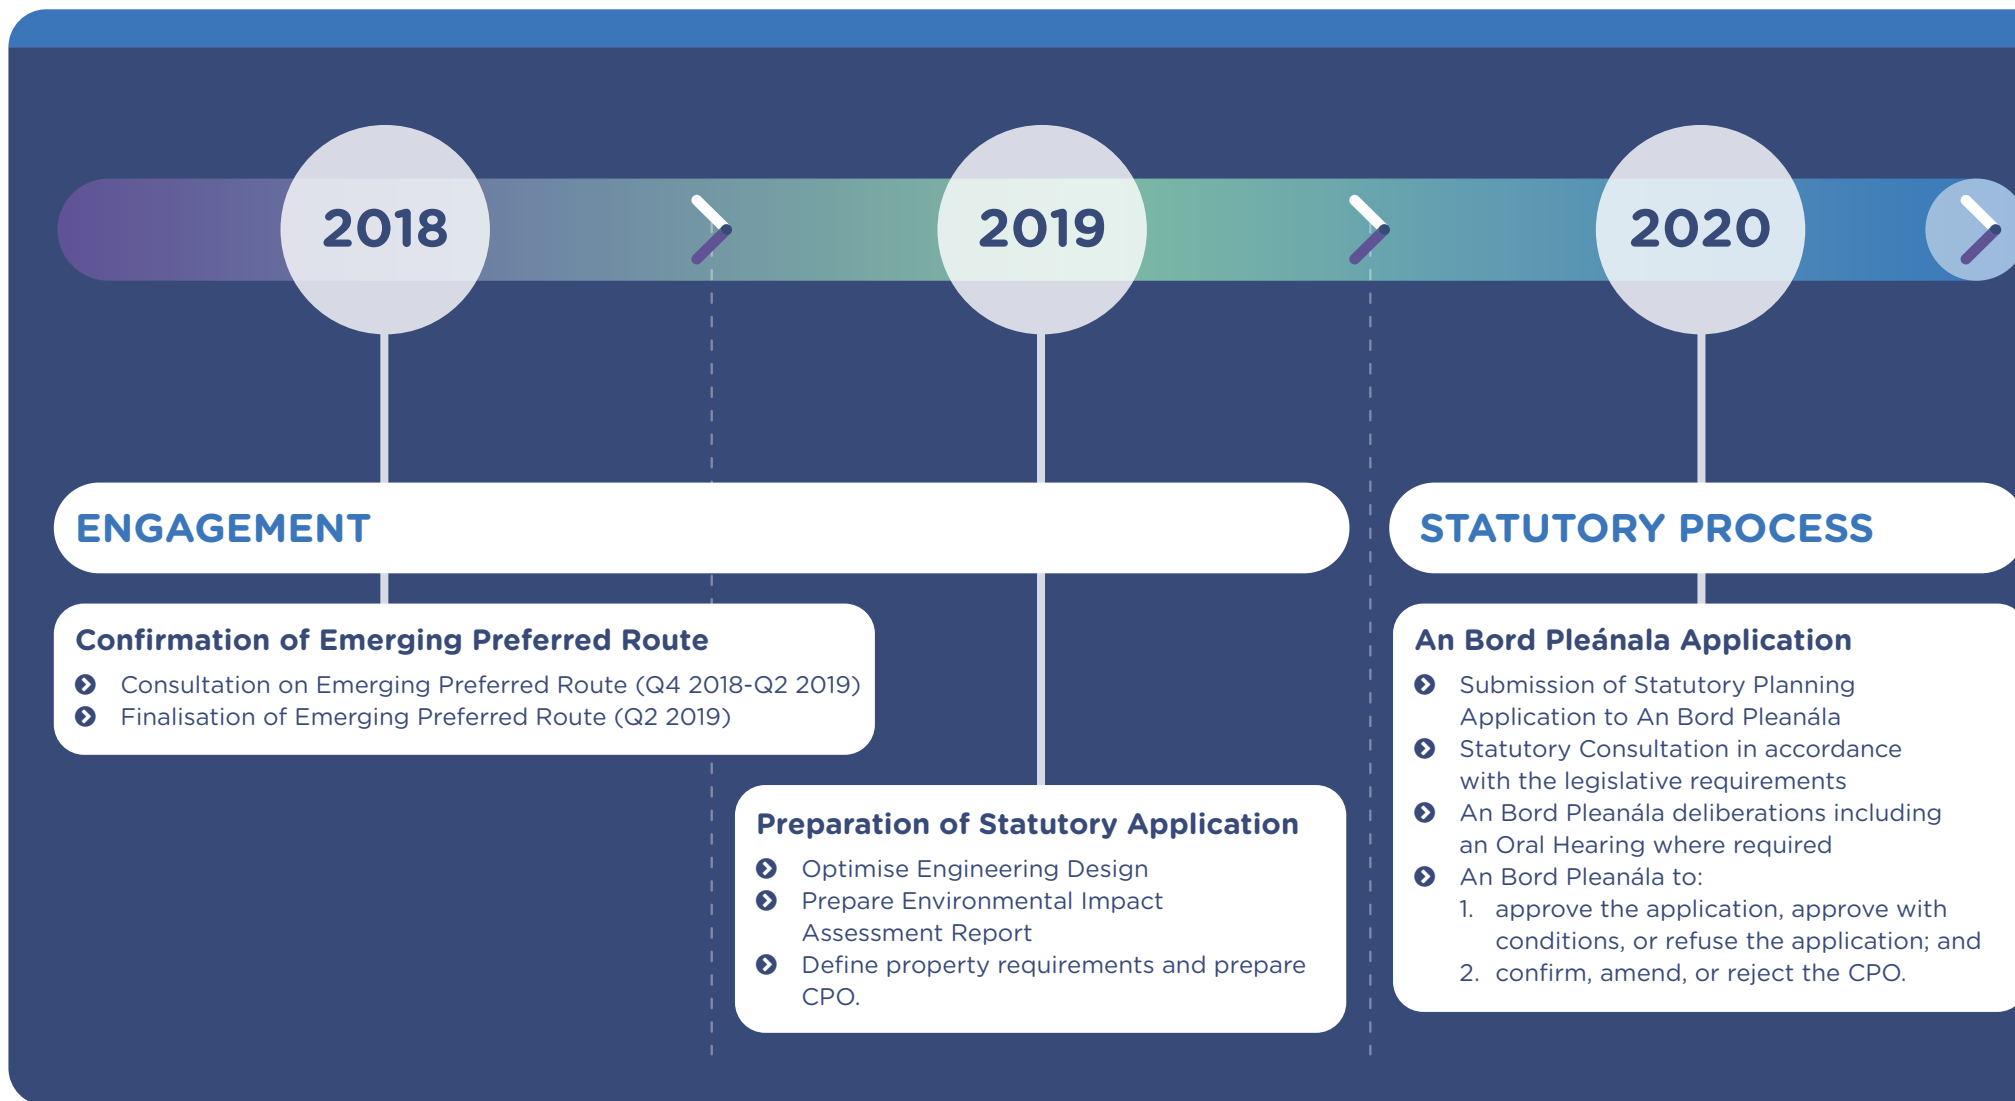 2018
2019
2020
ENGAGEMENT
STATUTORY PROCESS
Confirmation of Emerging Preferred Route
Consultation on Emerging Preferred Route (Q4 2018-Q2 2019)
Finalisation of Emerging Preferred Route (Q2 2019)
Preparation of Statutory Application
Optimise Engineering Design
Prepare Environmental Impact
Assessment Report
Define property requirements and prepare
CPO.
An Bord Pleánala Application
Submission of Statutory Planning
Application to An Bord Pleanála
Statutory Consultation in accordance
with the legislative requirements
An Bord Pleanála deliberations including
an Oral Hearing where required
An Bord Pleanála to:
1. approve the application, approve with
conditions, or refuse the application; and
2. confirm, amend, or reject the CPO.